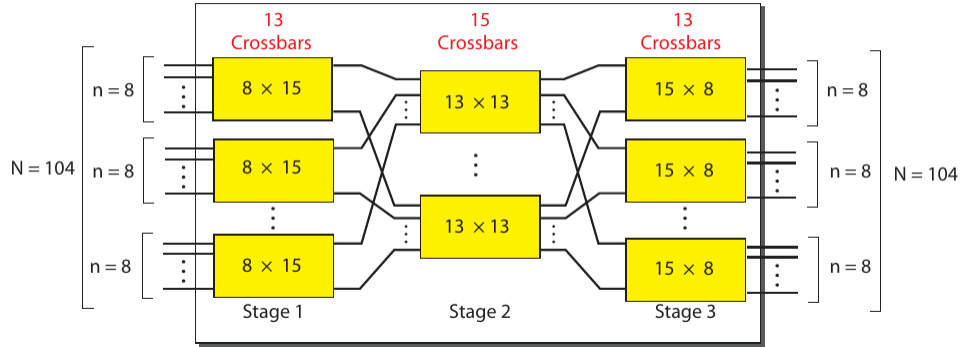 13
Crossbars
15
Crossbars
13
Crossbars
n = 8
8 × 15
13 × 13
15 × 8
n = 8
N = 104
n = 8
8 × 15
15 × 8
n = 8
N = 104
13 × 13
n = 8
8 × 15
15 × 8
n = 8
Stage 1
Stage 2
Stage 3